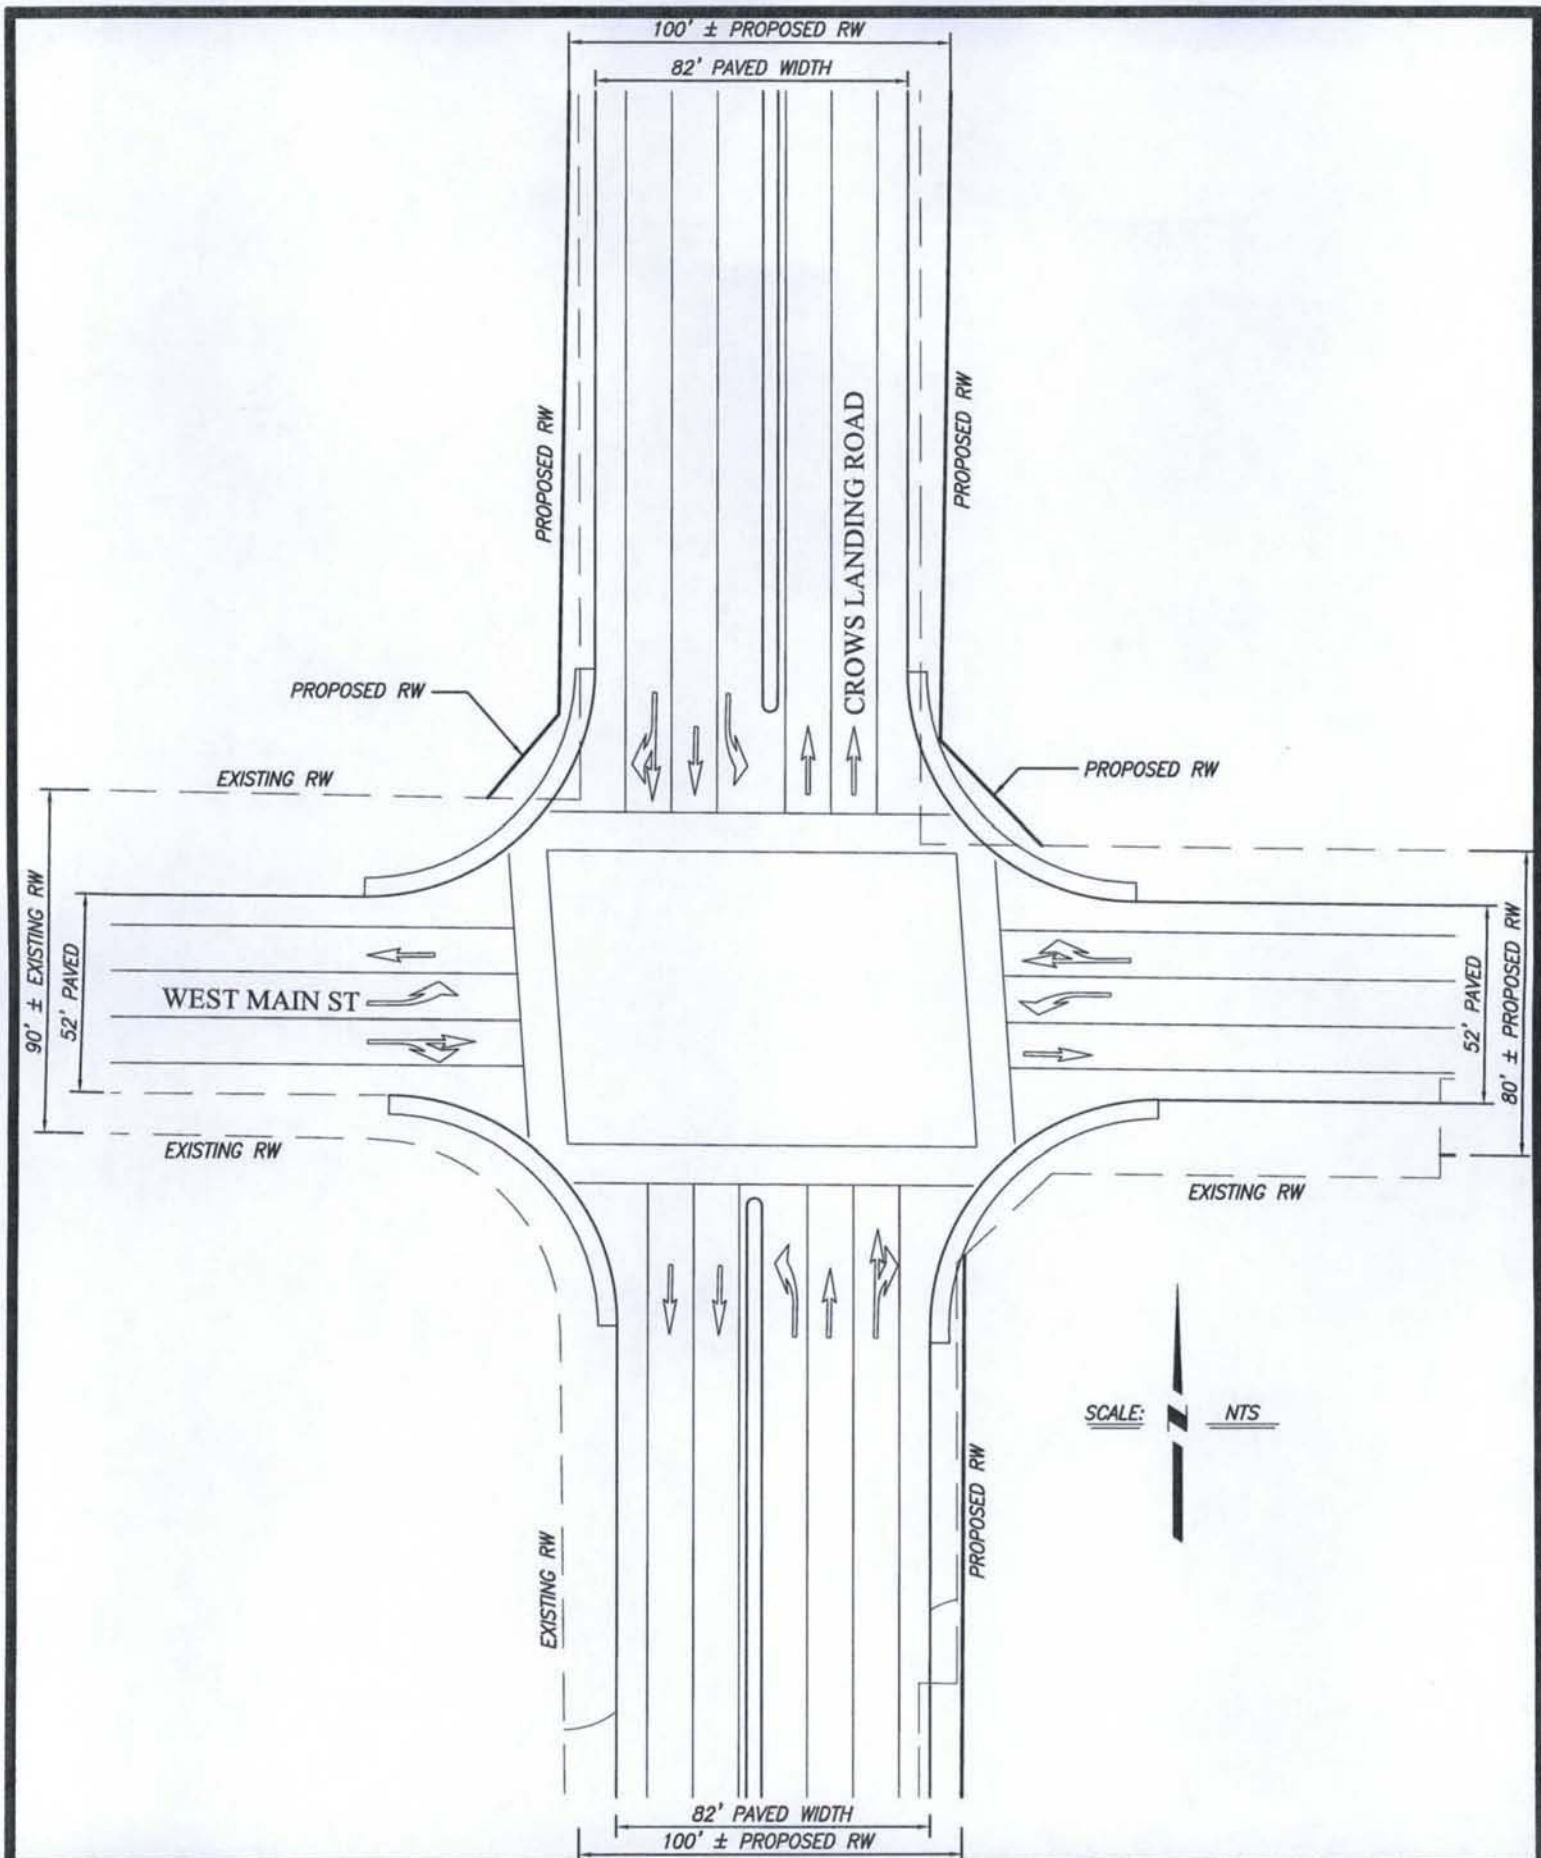 100' ± PROPOSED RW
82' PAVED WIDTH
PROPOSED RW
CROWS LANDING ROAD
PROPOSED RW
PROPOSED RW
EXISTING RW
PROPOSED RW
90' ± EXISTING RW
52' PAVED
WEST MAIN ST
52' PAVED
80' ± PROPOSED RW
EXISTING RW
EXISTING RW
SCALE: N NTS
EXISTING RW
PROPOSED RW
82' PAVED WIDTH
100' ± PROPOSED RW